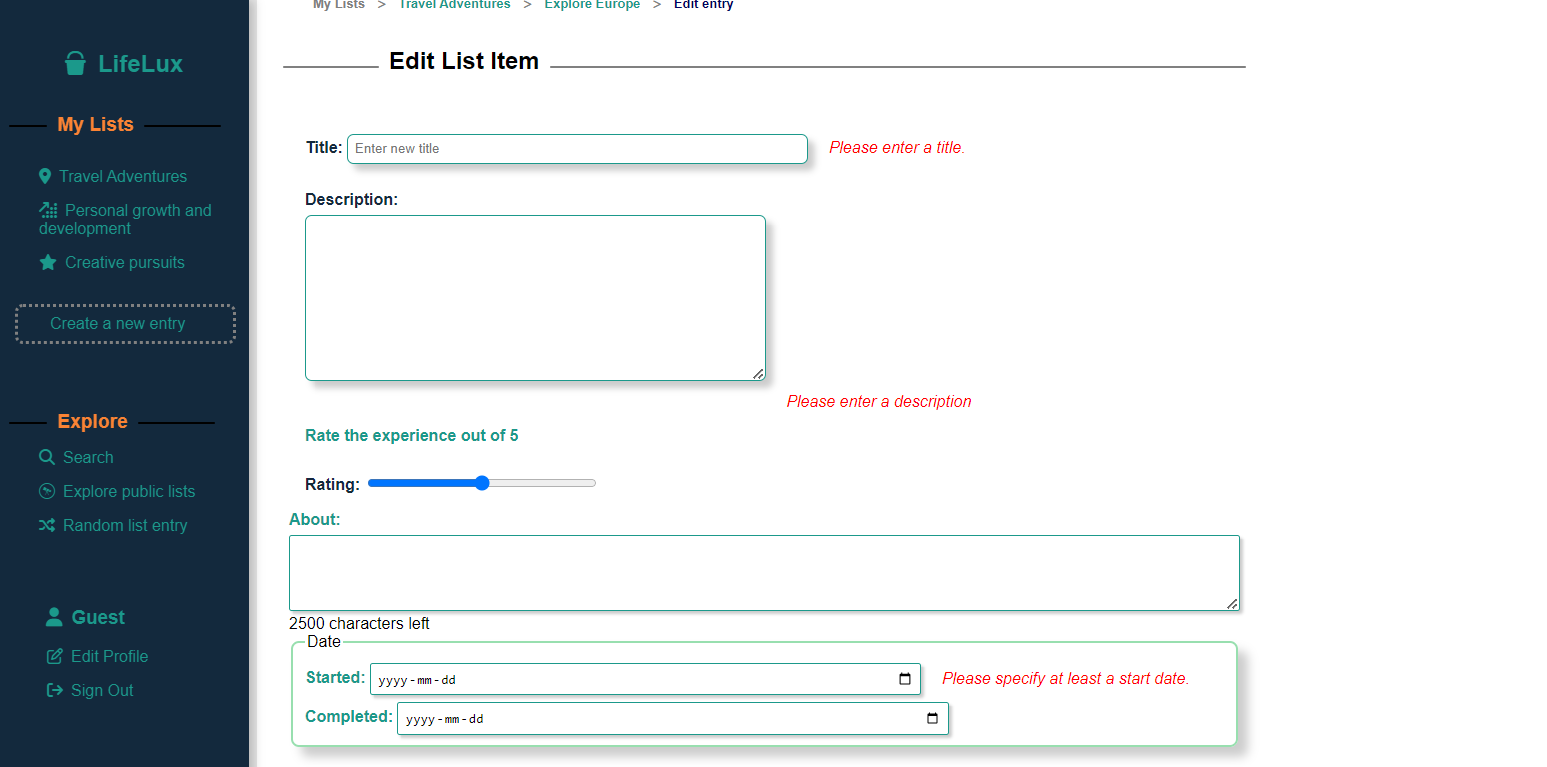 My Lists > Travel Adventures > Explore Europe > Edit entry
LifeLux
My Lists
Travel Adventures
Personal growth and
development
Creative pursuits
Create a new entry
Explore
Search
Explore public lists
Random list entry
Guest
Edit Profile
Sign Out
Edit List Item
Title: Enter new title Please enter a title.
Description:
Please enter a description
Rate the experience out of 5
Rating:
About:
2500 characters left
Date
Started: yyyy-mm-dd Please specify at least a start date.
Completed: yyyy-mm-dd